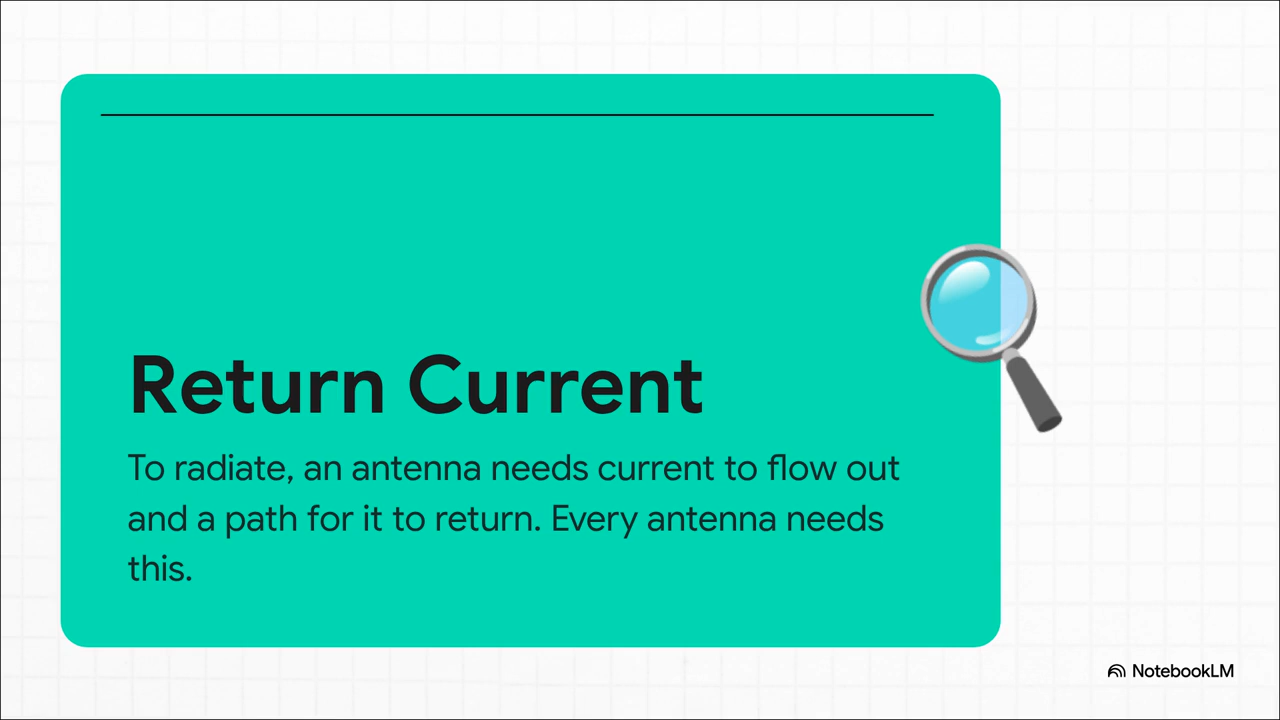 Return Current
To radiate, an antenna needs current to flow out
and a path for it to return. Every antenna needs
this.
NotebookLM